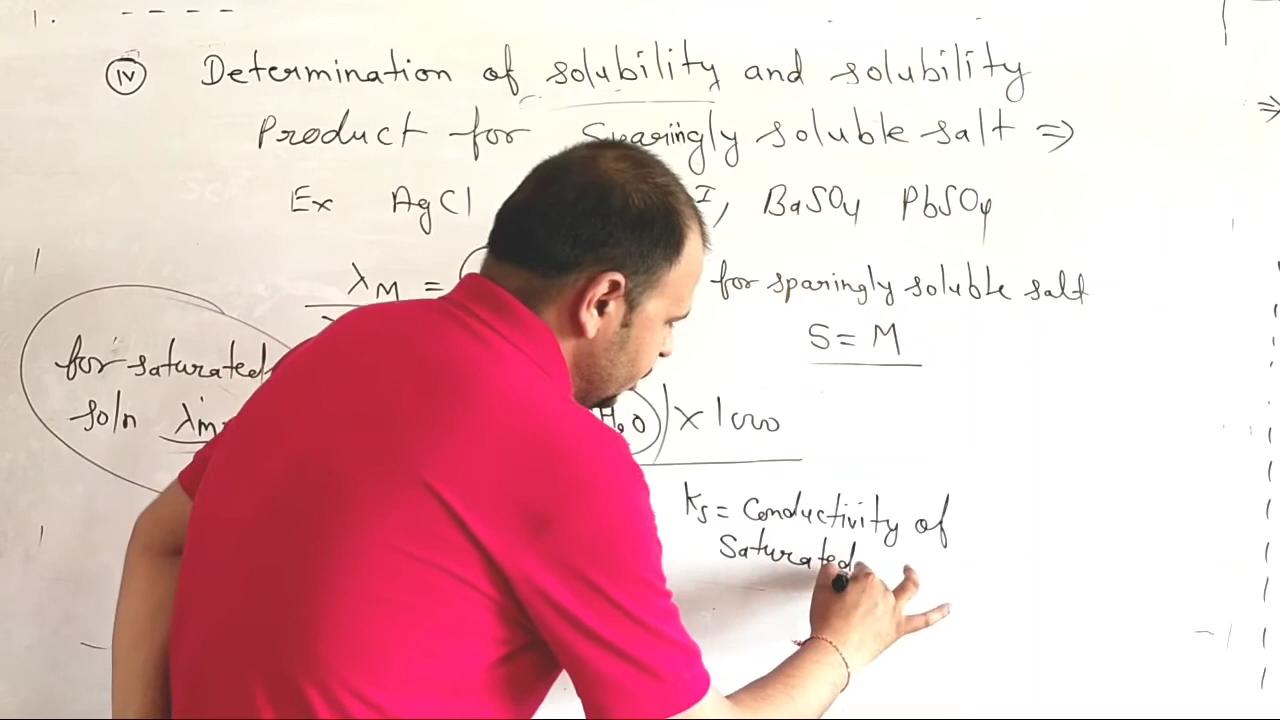 (iv) Determination of solubility and solubility
Product for Sparingly soluble salt ⇒
Ex AgCl I, BaSO4 PbSO4
λM = for sparingly soluble salt
S = M
for saturated
soln λm H2O) × 1000
Ks = Conductivity of
Saturated